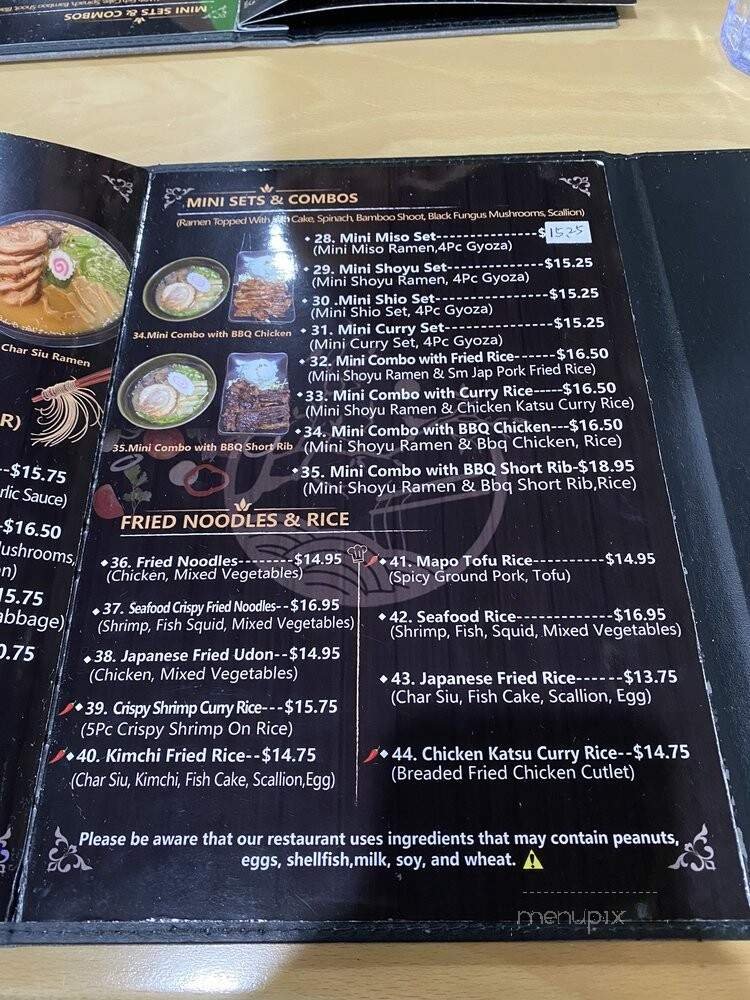 MINI SETS & COMBOS
Char Siu Ramen
R)
--$15.75
rlic Sauce)
-$16.50
ushrooms,
n)
15.75
abbage)
0.75
MINI SETS & COMBOS
(Ramen Topped With Cake, Spinach, Bamboo Shoot, Black Fungus Mushrooms, Scallion)
28. Mini Miso Set---------------$15.25
(Mini Miso Ramen,4Pc Gyoza)
29. Mini Shoyu Set--------------$15.25
(Mini Shoyu Ramen, 4Pc Gyoza)
30 .Mini Shio Set----------------$15.25
(Mini Shio Set, 4Pc Gyoza)
31. Mini Curry Set---------------$15.25
(Mini Curry Set, 4Pc Gyoza)
32. Mini Combo with Fried Rice------$16.50
(Mini Shoyu Ramen & Sm Jap Pork Fried Rice)
33. Mini Combo with Curry Rice-----$16.50
(Mini Shoyu Ramen & Chicken Katsu Curry Rice)
34. Mini Combo with BBQ Chicken---$16.50
(Mini Shoyu Ramen & Bbq Chicken, Rice)
35. Mini Combo with BBQ Short Rib-$18.95
(Mini Shoyu Ramen & Bbq Short Rib,Rice)
34.Mini Combo with BBQ Chicken
35.Mini Combo with BBQ Short Rib
FRIED NOODLES & RICE
36. Fried Noodles--------$14.95
(Chicken, Mixed Vegetables)
37. Seafood Crispy Fried Noodles--$16.95
(Shrimp, Fish Squid, Mixed Vegetables)
38. Japanese Fried Udon--$14.95
(Chicken, Mixed Vegetables)
39. Crispy Shrimp Curry Rice---$15.75
(5Pc Crispy Shrimp On Rice)
40. Kimchi Fried Rice--$14.75
(Char Siu, Kimchi, Fish Cake, Scallion,Egg)
41. Mapo Tofu Rice----------$14.95
(Spicy Ground Pork, Tofu)
42. Seafood Rice-------------$16.95
(Shrimp, Fish, Squid, Mixed Vegetables)
43. Japanese Fried Rice------$13.75
(Char Siu, Fish Cake, Scallion, Egg)
44. Chicken Katsu Curry Rice--$14.75
(Breaded Fried Chicken Cutlet)
Please be aware that our restaurant uses ingredients that may contain peanuts,
eggs, shellfish,milk, soy, and wheat.
menupix